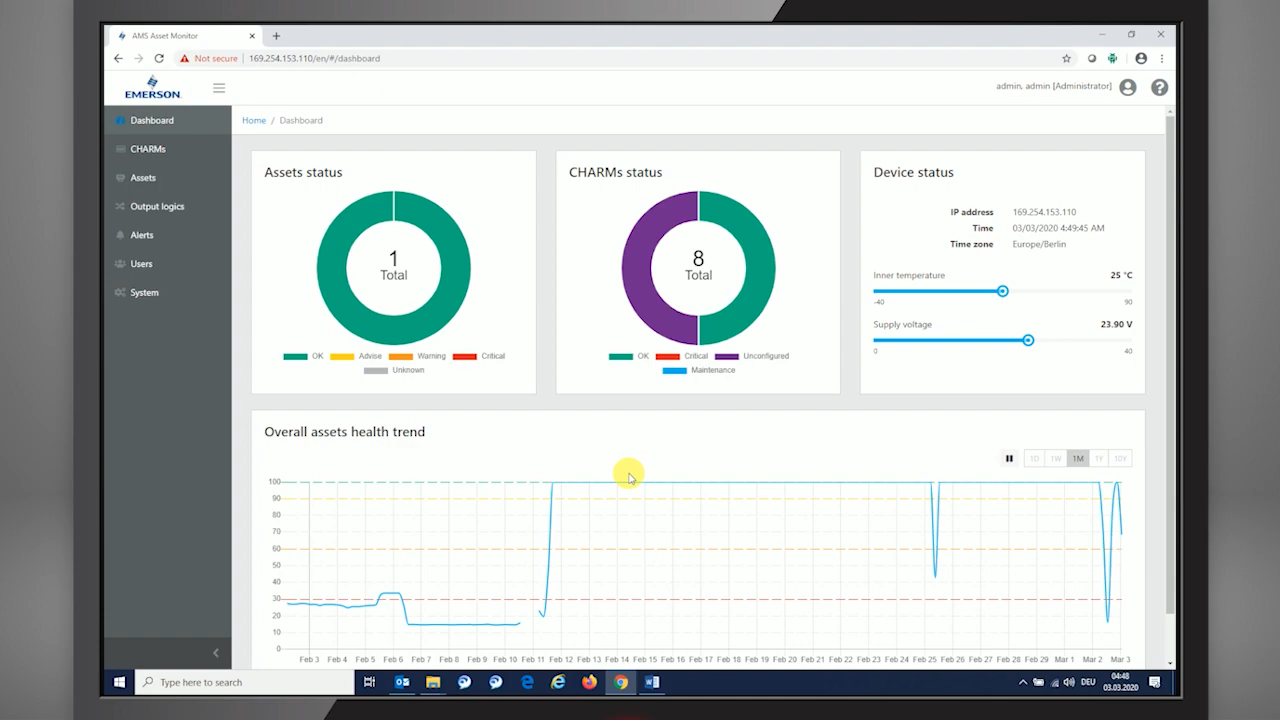 AMS Asset Monitor
Not secure
169.254.153.110/en/#/dashboard
EMERSON
admin, admin [Administrator]
?
Dashboard
CHARMs
Assets
Output logics
Alerts
Users
System
Home / Dashboard
Assets status
1
Total
OK Advise Warning Critical
Unknown
CHARMs status
8
Total
OK Critical Unconfigured
Maintenance
Device status
IP address 169.254.153.110
Time 03/03/2020 4:49:45 AM
Time zone Europe/Berlin
Inner temperature 25 °C
-40 90
Supply voltage 23.90 V
0 40
Overall assets health trend
1D 1W 1M 1Y 10Y
100
90
80
70
60
50
40
30
20
10
0
Feb 3 Feb 4 Feb 5 Feb 6 Feb 7 Feb 8 Feb 9 Feb 10 Feb 11 Feb 12 Feb 13 Feb 14 Feb 15 Feb 16 Feb 17 Feb 18 Feb 19 Feb 20 Feb 21 Feb 22 Feb 23 Feb 24 Feb 25 Feb 26 Feb 27 Feb 28 Feb 29 Mar 1 Mar 2 Mar 3
Type here to search
DEU
04:48
03.03.2020